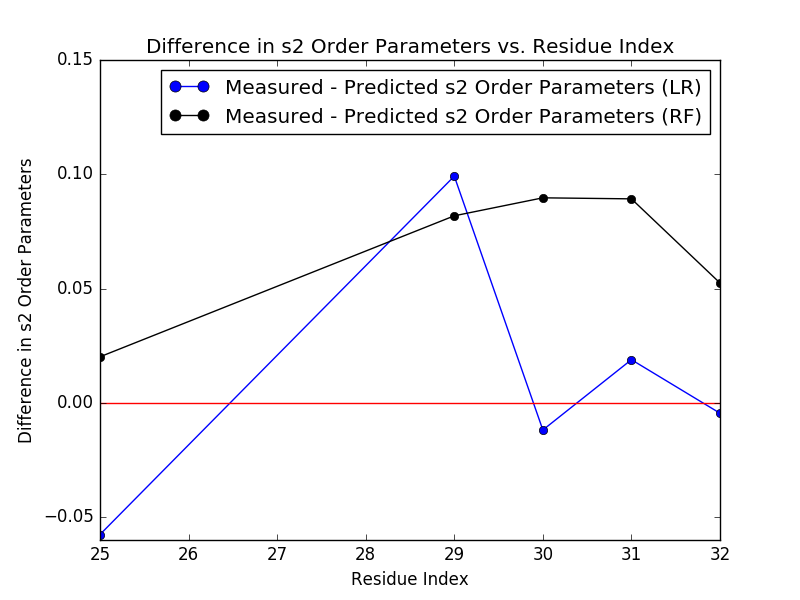 Difference in s2 Order Parameters vs. Residue Index
0.15
Measured - Predicted s2 Order Parameters (LR)
Measured - Predicted s2 Order Parameters (RF)
0.10
0.05
0.00
−0.05
Difference in s2 Order Parameters
25 26 27 28 29 30 31 32
Residue Index